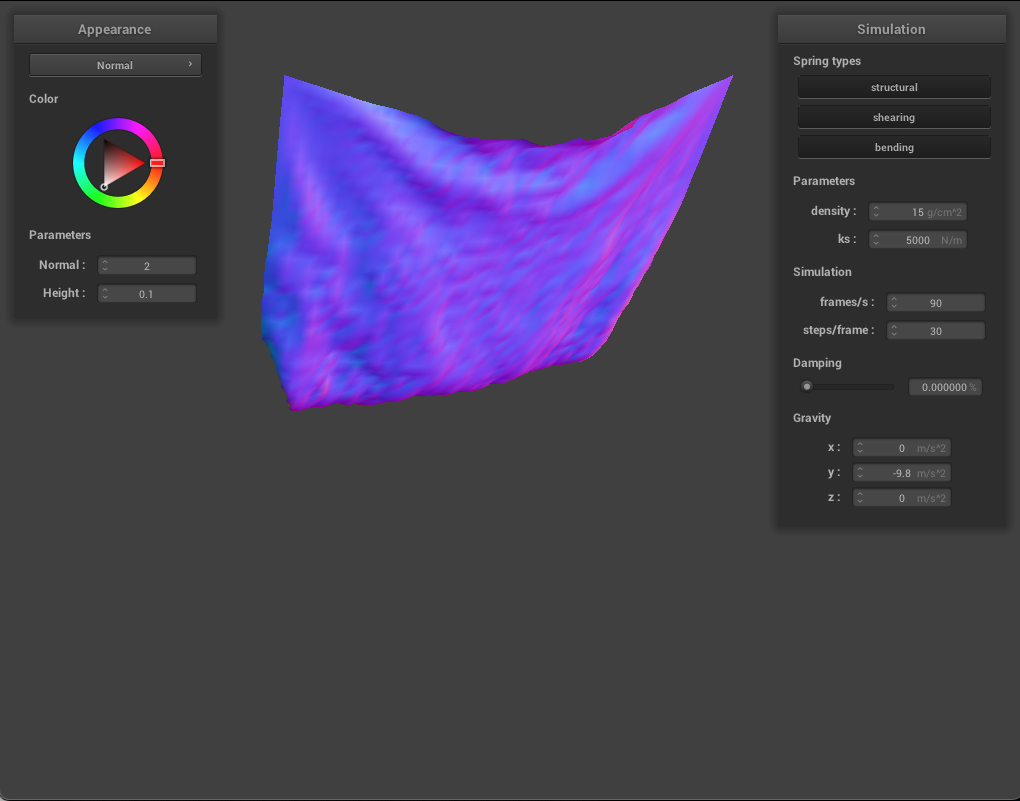 Appearance
Normal
Color
Parameters
Normal : 2
Height : 0.1
Simulation
Spring types
structural
shearing
bending
Parameters
density : 15 g/cm^2
ks : 5000 N/m
Simulation
frames/s : 90
steps/frame : 30
Damping
0.000000 %
Gravity
x : 0 m/s^2
y : -9.8 m/s^2
z : 0 m/s^2